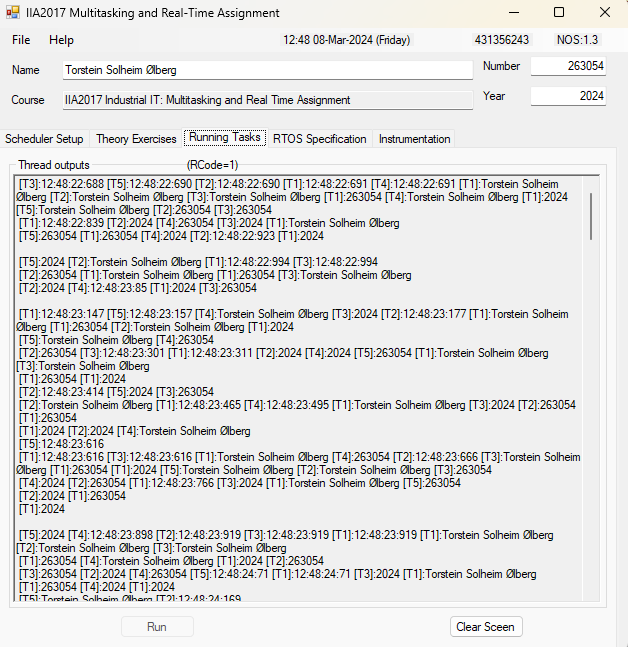 IIA2017 Multitasking and Real-Time Assignment
File Help 12:48 08-Mar-2024 (Friday) 431356243 NOS:1.3
Name Torstein Solheim Ølberg Number 263054
Course IIA2017 Industrial IT: Multitasking and Real Time Assignment Year 2024
Scheduler Setup Theory Exercises Running Tasks RTOS Specification Instrumentation
Thread outputs (RCode=1)
[T3]:12:48:22:688 [T5]:12:48:22:690 [T2]:12:48:22:690 [T1]:12:48:22:691 [T4]:12:48:22:691 [T1]:Torstein Solheim
Ølberg [T2]:Torstein Solheim Ølberg [T3]:Torstein Solheim Ølberg [T1]:263054 [T4]:Torstein Solheim Ølberg [T1]:2024
[T5]:Torstein Solheim Ølberg [T2]:263054 [T3]:263054
[T1]:12:48:22:839 [T2]:2024 [T4]:263054 [T3]:2024 [T1]:Torstein Solheim Ølberg
[T5]:263054 [T1]:263054 [T4]:2024 [T2]:12:48:22:923 [T1]:2024
[T5]:2024 [T2]:Torstein Solheim Ølberg [T1]:12:48:22:994 [T3]:12:48:22:994
[T2]:263054 [T1]:Torstein Solheim Ølberg [T1]:263054 [T3]:Torstein Solheim Ølberg
[T2]:2024 [T4]:12:48:23:85 [T1]:2024 [T3]:263054
[T1]:12:48:23:147 [T5]:12:48:23:157 [T4]:Torstein Solheim Ølberg [T3]:2024 [T2]:12:48:23:177 [T1]:Torstein Solheim
Ølberg [T1]:263054 [T2]:Torstein Solheim Ølberg [T1]:2024
[T5]:Torstein Solheim Ølberg [T4]:263054
[T2]:263054 [T3]:12:48:23:301 [T1]:12:48:23:311 [T2]:2024 [T4]:2024 [T5]:263054 [T1]:Torstein Solheim Ølberg
[T3]:Torstein Solheim Ølberg
[T1]:263054 [T1]:2024
[T2]:12:48:23:414 [T5]:2024 [T3]:263054
[T2]:Torstein Solheim Ølberg [T1]:12:48:23:465 [T4]:12:48:23:495 [T1]:Torstein Solheim Ølberg [T3]:2024 [T2]:263054
[T1]:263054
[T1]:2024 [T2]:2024 [T4]:Torstein Solheim Ølberg
[T5]:12:48:23:616
[T1]:12:48:23:616 [T3]:12:48:23:616 [T1]:Torstein Solheim Ølberg [T4]:263054 [T2]:12:48:23:666 [T3]:Torstein Solheim
Ølberg [T1]:263054 [T1]:2024 [T5]:Torstein Solheim Ølberg [T2]:Torstein Solheim Ølberg [T3]:263054
[T4]:2024 [T2]:263054 [T1]:12:48:23:766 [T3]:2024 [T1]:Torstein Solheim Ølberg [T5]:263054
[T2]:2024 [T1]:263054
[T1]:2024
[T5]:2024 [T4]:12:48:23:898 [T2]:12:48:23:919 [T3]:12:48:23:919 [T1]:12:48:23:919 [T1]:Torstein Solheim Ølberg
[T2]:Torstein Solheim Ølberg [T3]:Torstein Solheim Ølberg
[T1]:263054 [T4]:Torstein Solheim Ølberg [T1]:2024 [T2]:263054
[T3]:263054 [T2]:2024 [T4]:263054 [T5]:12:48:24:71 [T1]:12:48:24:71 [T3]:2024 [T1]:Torstein Solheim Ølberg
[T1]:263054 [T4]:2024 [T1]:2024
[T5]:Torstein Solheim Ølberg [T2]:12:48:24:169
Run Clear Sceen